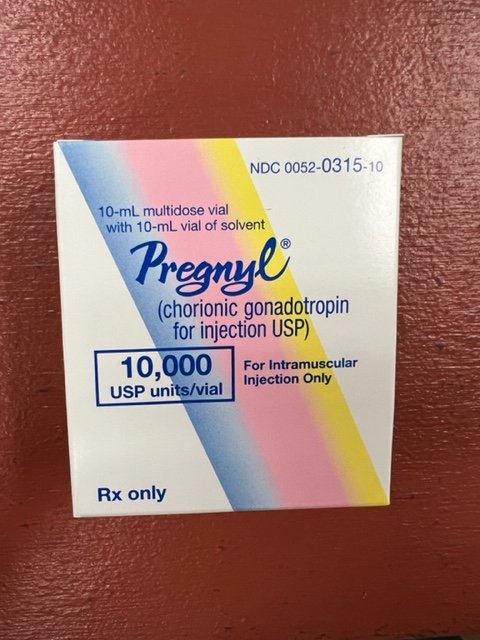 NDC 0052-0315-10
10-mL multidose vial
with 10-mL vial of solvent
Pregnyl®
(chorionic gonadotropin
for injection USP)
10,000
USP units/vial
For Intramuscular
Injection Only
Rx only